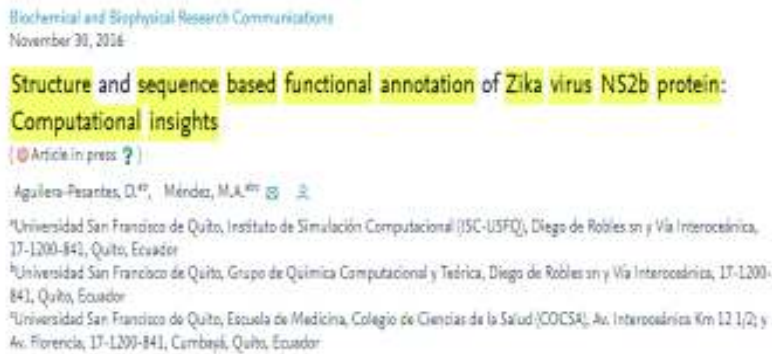 Biochemical and Biophysical Research Communications
November 30, 2016
Structure and sequence based functional annotation of Zika virus NS2b protein:
Computational insights
(Article in press ?)
Aguilera-Pesantes, D.ᵃᵇ, Méndez, M.A.ᵃᵇᶜ
ᵃUniversidad San Francisco de Quito, Instituto de Simulación Computacional (ISC-USFQ), Diego de Robles sn y Vía Interoceánica,
17-1200-841, Quito, Ecuador
ᵇUniversidad San Francisco de Quito, Grupo de Química Computacional y Teórica, Diego de Robles sn y Vía Interoceánica, 17-1200-
841, Quito, Ecuador
ᶜUniversidad San Francisco de Quito, Escuela de Medicina, Colegio de Ciencias de la Salud (COCSA), Av. Interoceánica Km 12 1/2; y
Av. Florencia, 17-1200-841, Cumbayá, Quito, Ecuador